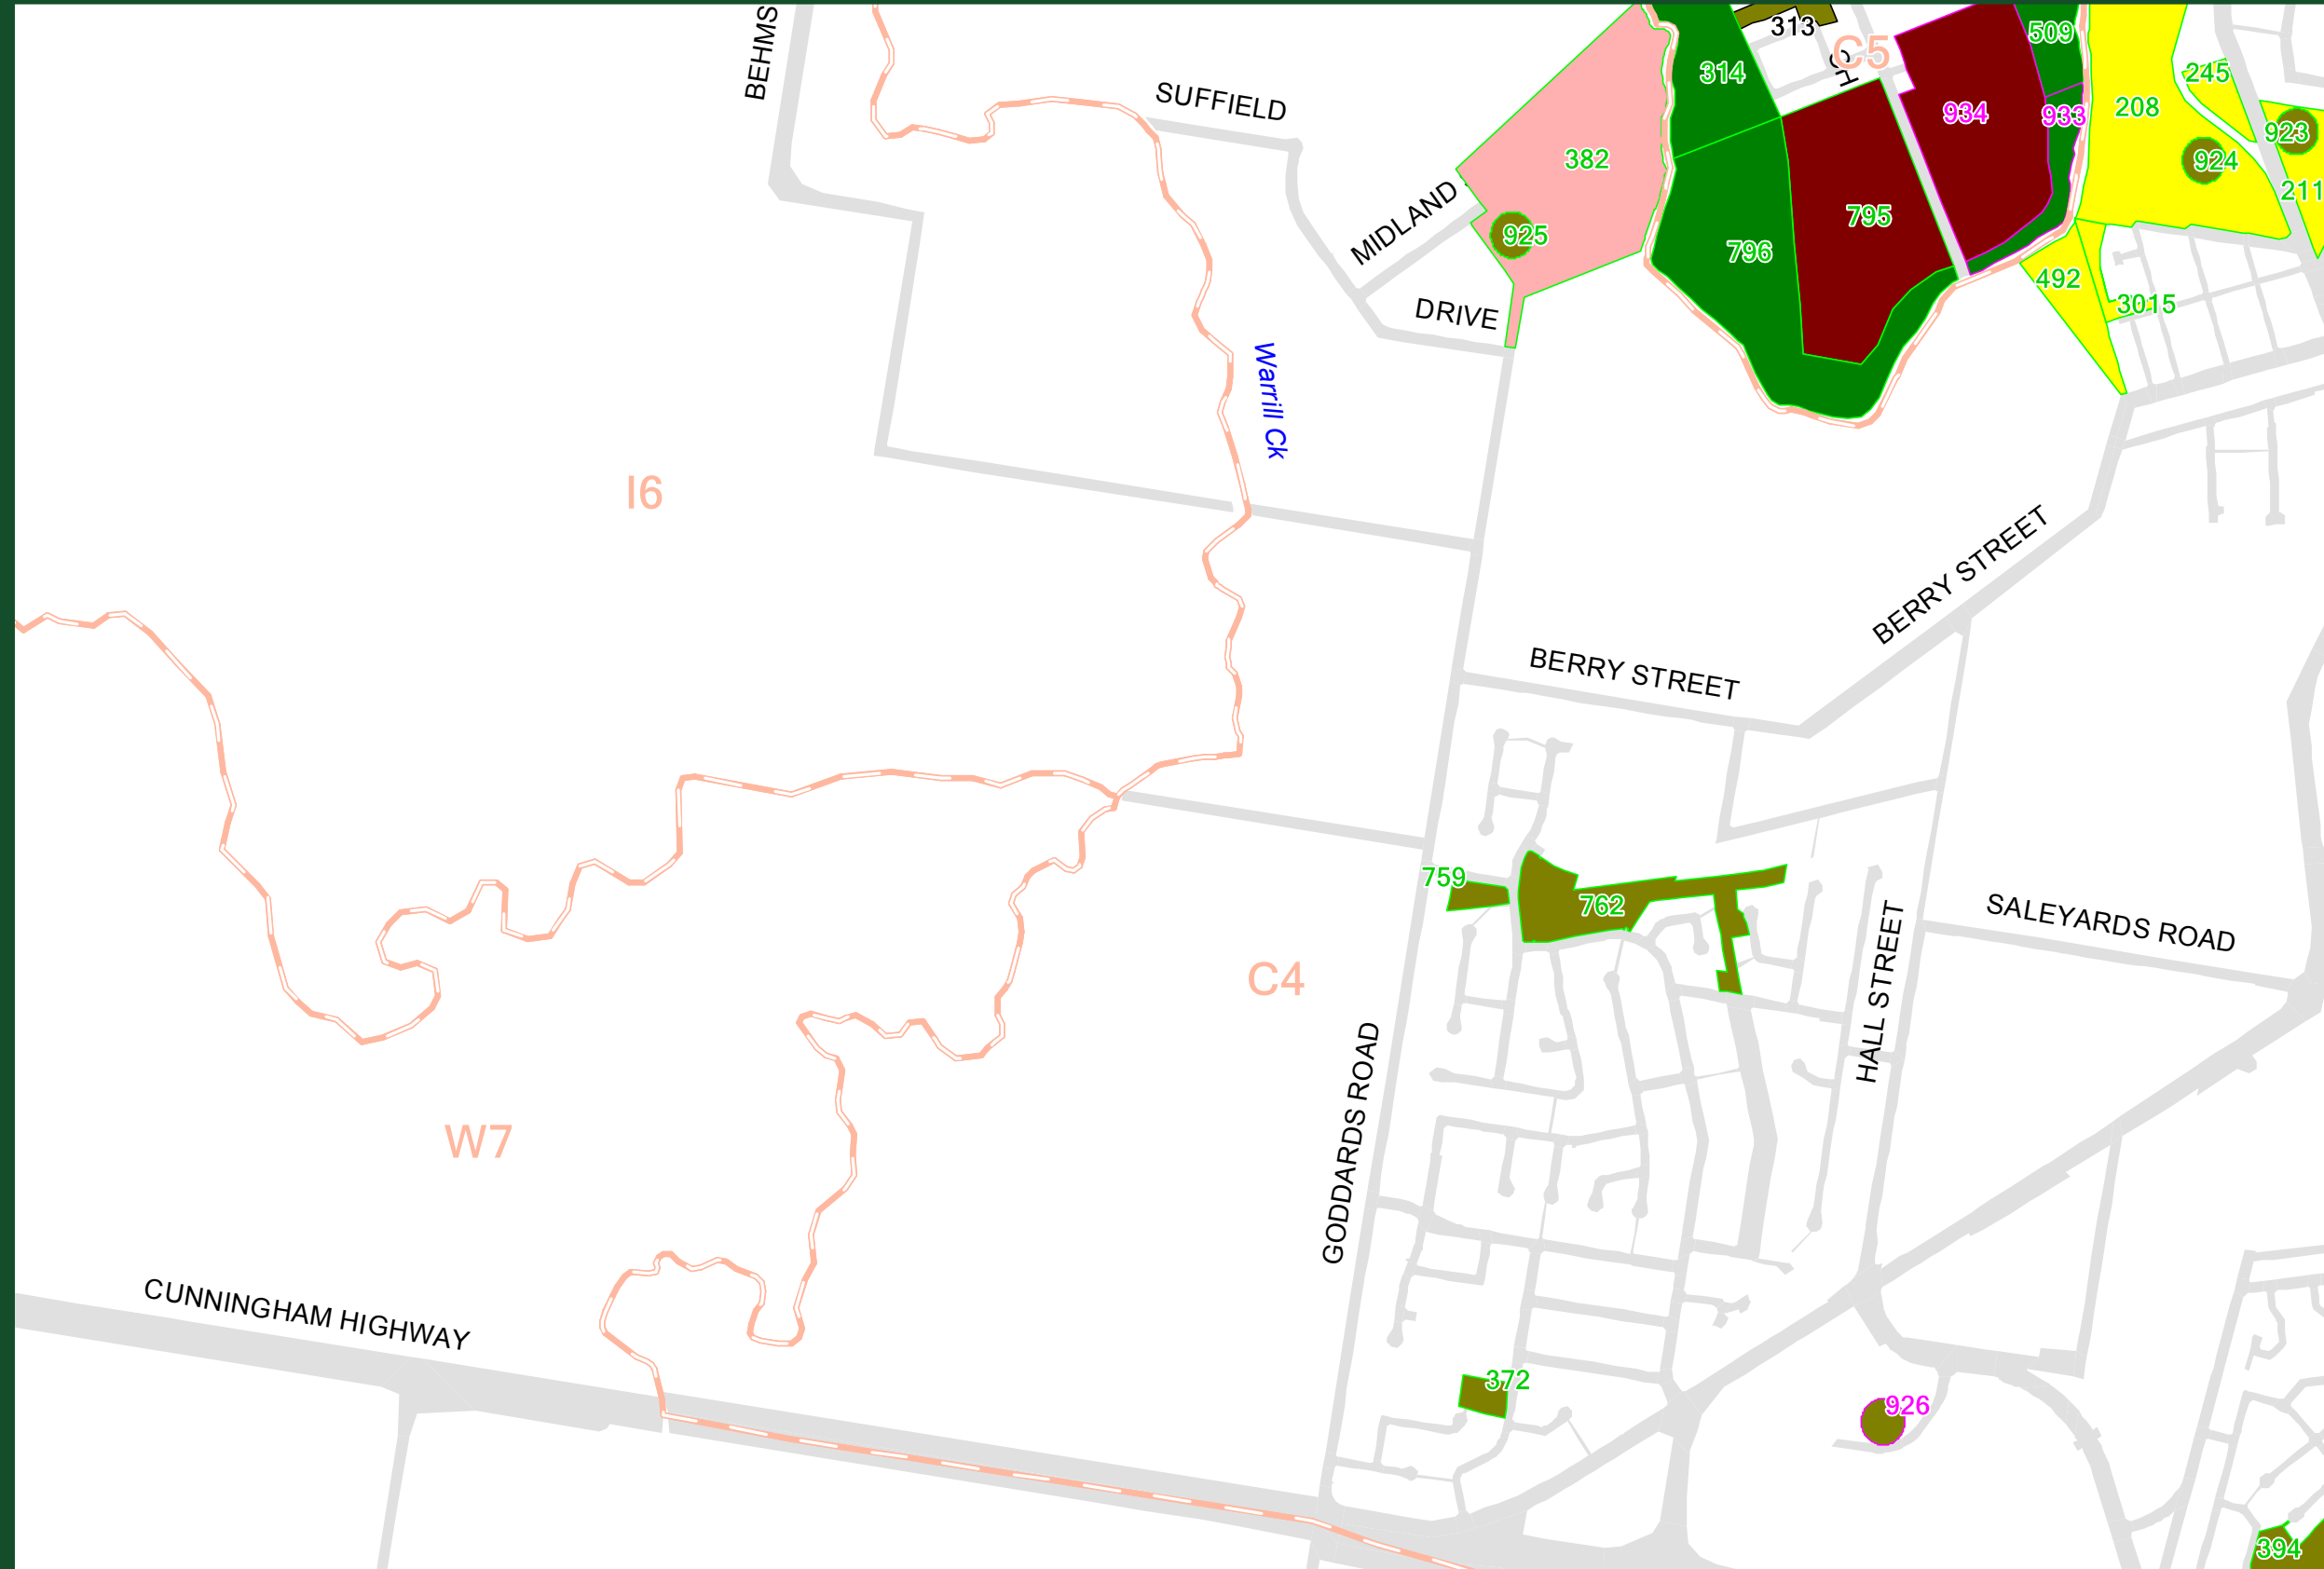 BEHMS
313
C5
CH
509
314
934
933
245
208
SUFFIELD
382
923
924
MIDLAND
211
795
925
796
492
3015
DRIVE
Warrill Ck
I6
BERRY STREET
BERRY STREET
759
762
SALEYARDS ROAD
C4
HALL STREET
GODDARDS ROAD
W7
CUNNINGHAM HIGHWAY
372
926
394